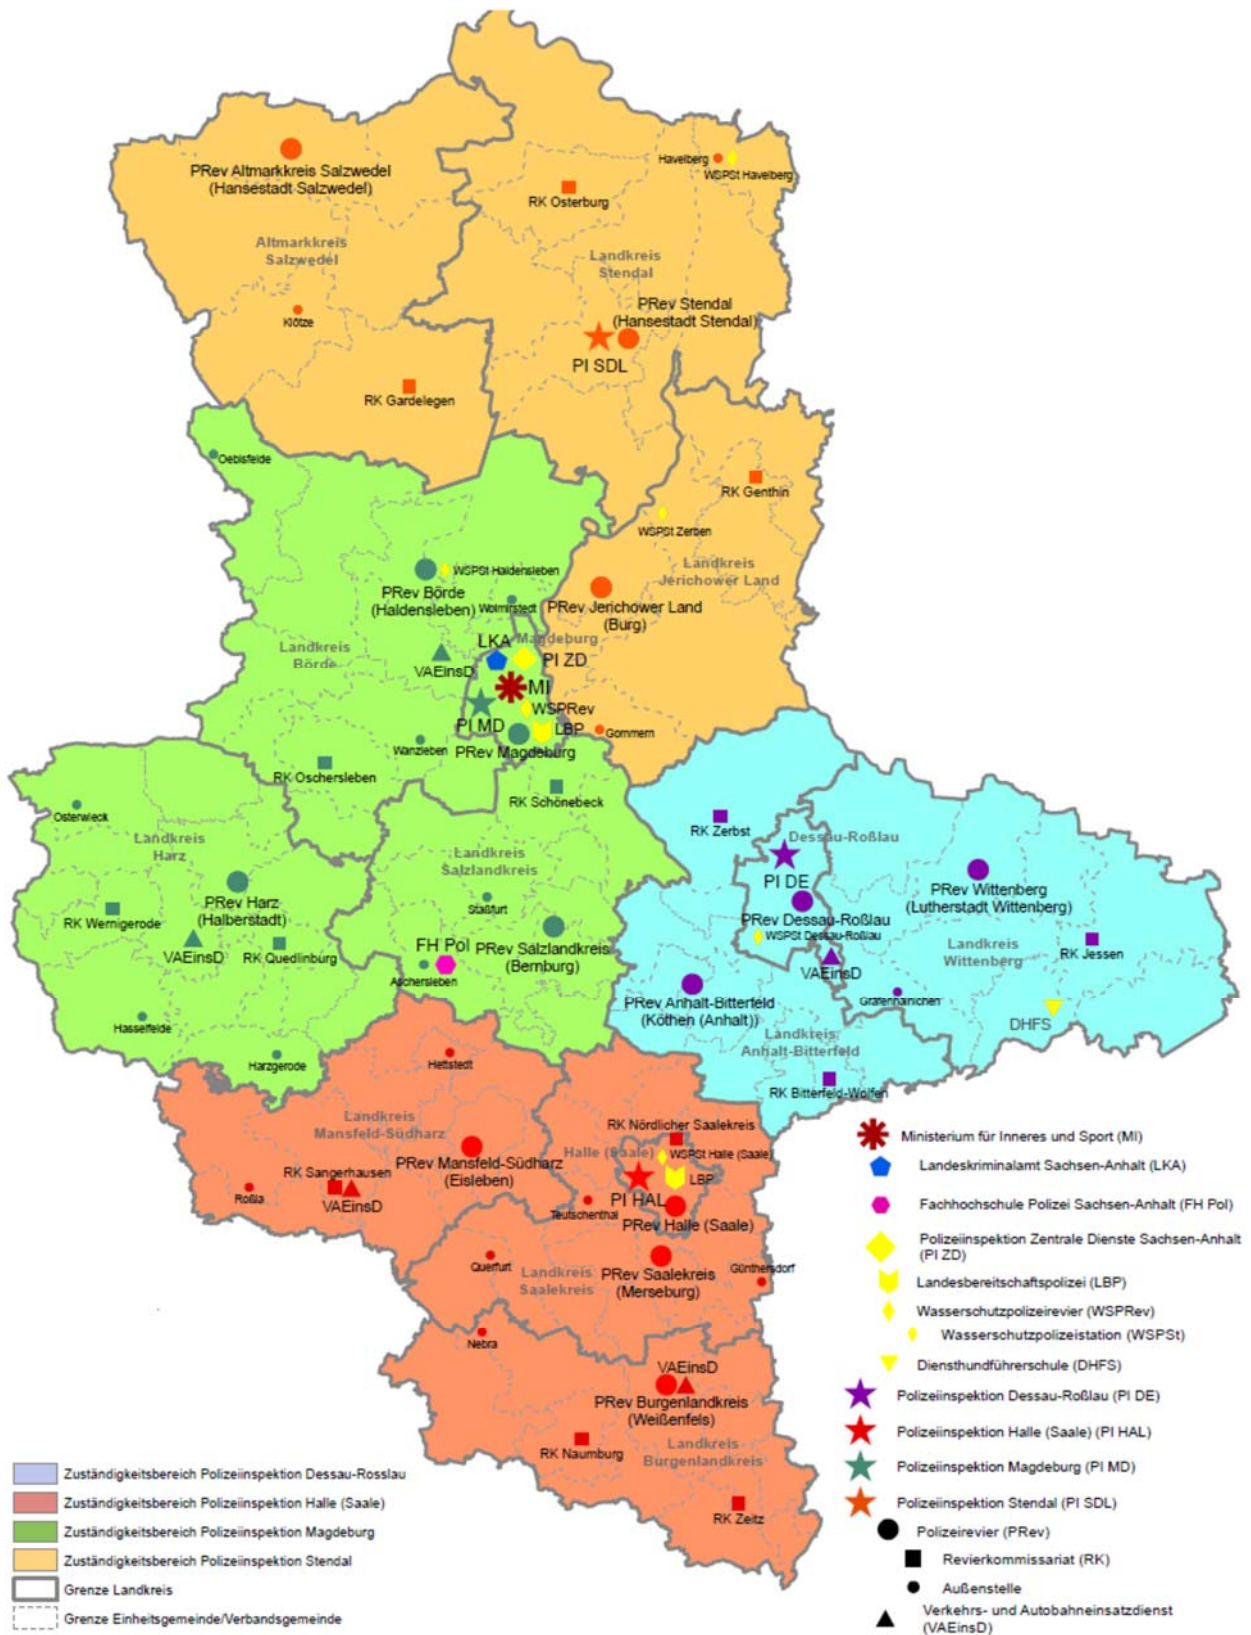 PRev Altmarkkreis Salzwedel
(Hansestadt Salzwedel)
Altmarkkreis
Salzwedel
Klötze
RK Gardelegen
Havelberg
WSPSt Havelberg
RK Osterburg
Landkreis
Stendal
PRev Stendal
(Hansestadt Stendal)
PI SDL
RK Genthin
WSPSt Zerben
Landkreis
Jerichower Land
PRev Jerichower Land
(Burg)
Gommern
Oebisfelde
WSPSt Haldensleben
PRev Börde
(Haldensleben)
Wolmirstedt
Landkreis
Börde
VAEinsD
LKA
Magdeburg
PI ZD
MI
WSPRev
PI MD
LBP
PRev Magdeburg
Wanzleben
RK Oschersleben
RK Schönebeck
Osterwieck
Landkreis
Harz
PRev Harz
(Halberstadt)
RK Wernigerode
VAEinsD
RK Quedlinburg
Hasselfelde
Harzgerode
Landkreis
Salzlandkreis
Staßfurt
FH Pol
PRev Salzlandkreis
(Bernburg)
Aschersleben
RK Zerbst
Dessau-Roßlau
PI DE
PRev Dessau-Roßlau
WSPSt Dessau-Roßlau
VAEinsD
PRev Wittenberg
(Lutherstadt Wittenberg)
Landkreis
Wittenberg
RK Jessen
Gräfenhainichen
DHFS
PRev Anhalt-Bitterfeld
(Köthen (Anhalt))
Landkreis
Anhalt-Bitterfeld
RK Bitterfeld-Wolfen
Hettstedt
Landkreis
Mansfeld-Südharz
PRev Mansfeld-Südharz
(Eisleben)
RK Sangerhausen
VAEinsD
Roßla
RK Nördlicher Saalekreis
Halle (Saale)
WSPSt Halle (Saale)
LBP
PI HAL
PRev Halle (Saale)
Teutschenthal
Querfurt
Landkreis
Saalekreis
PRev Saalekreis
(Merseburg)
Günthersdorf
Nebra
VAEinsD
PRev Burgenlandkreis
(Weißenfels)
RK Naumburg
Landkreis
Burgenlandkreis
RK Zeitz
Ministerium für Inneres und Sport (MI)
Landeskriminalamt Sachsen-Anhalt (LKA)
Fachhochschule Polizei Sachsen-Anhalt (FH Pol)
Polizeiinspektion Zentrale Dienste Sachsen-Anhalt
(PI ZD)
Landesbereitschaftspolizei (LBP)
Wasserschutzpolizeirevier (WSPRev)
Wasserschutzpolizeistation (WSPSt)
Diensthundführerschule (DHFS)
Polizeiinspektion Dessau-Roßlau (PI DE)
Polizeiinspektion Halle (Saale) (PI HAL)
Polizeiinspektion Magdeburg (PI MD)
Polizeiinspektion Stendal (PI SDL)
Polizeirevier (PRev)
Revierkommissariat (RK)
Außenstelle
Verkehrs- und Autobahneinsatzdienst
(VAEinsD)
Zuständigkeitsbereich Polizeiinspektion Dessau-Rosslau
Zuständigkeitsbereich Polizeiinspektion Halle (Saale)
Zuständigkeitsbereich Polizeiinspektion Magdeburg
Zuständigkeitsbereich Polizeiinspektion Stendal
Grenze Landkreis
Grenze Einheitsgemeinde/Verbandsgemeinde